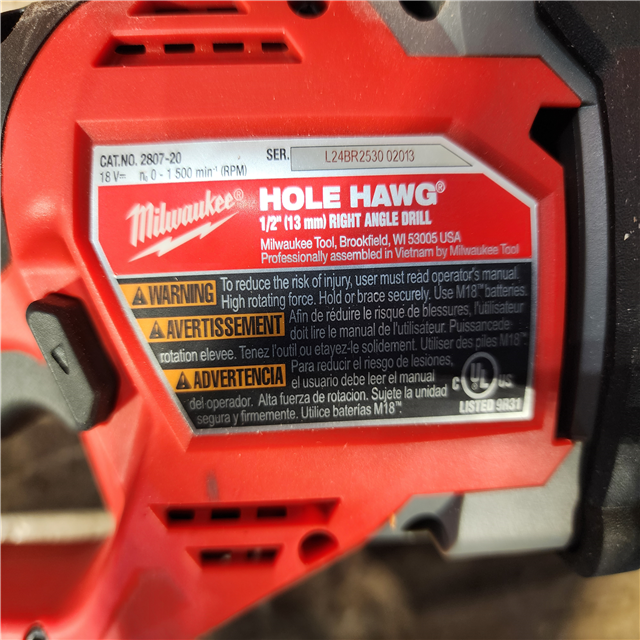 CAT.NO. 2807-20 SER. L24BR2530 02013
18 V⎓ n₀ 0 - 1 500 min⁻¹ (RPM)
Milwaukee® HOLE HAWG®
1/2" (13 mm) RIGHT ANGLE DRILL
Milwaukee Tool, Brookfield, WI 53005 USA
Professionally assembled in Vietnam by Milwaukee Tool
WARNING To reduce the risk of injury, user must read operator's manual.
High rotating force. Hold or brace securely. Use M18™ batteries.
AVERTISSEMENT Afin de réduire le risque de blessures, l'utilisateur
doit lire le manuel de l'utilisateur. Puissancede
rotation elevee. Tenez l'outil ou etayez-le solidement. Utiliser des piles M18™
ADVERTENCIA Para reducir el riesgo de lesiones,
el usuario debe leer el manual
del operador. Alta fuerza de rotacion. Sujete la unidad
segura y firmemente. Utilice baterias M18™.
C UL US
LISTED 9R31